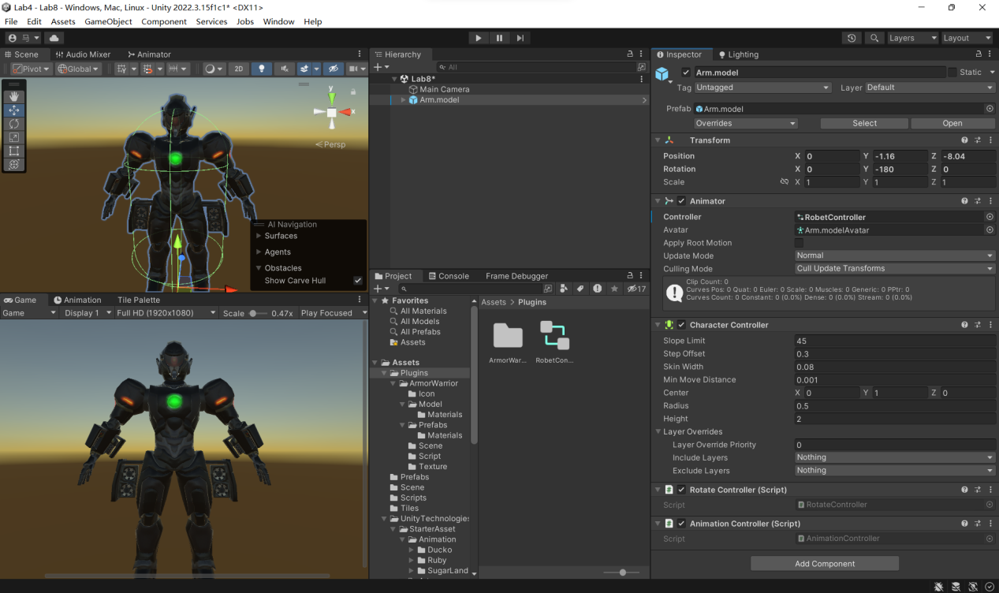 Lab4 - Lab8 - Windows, Mac, Linux - Unity 2022.3.15f1c1* <DX11>
File Edit Assets GameObject Component Services Jobs Window Help
马 Layers Layout
Scene Audio Mixer Animator
Pivot Global 2D
y
x
Persp
AI Navigation
Surfaces
Agents
Obstacles
Show Carve Hull
Game Animation Tile Palette
Game Display 1 Full HD (1920x1080) Scale 0.47x Play Focused
Hierarchy
All
Lab8*
Main Camera
Arm.model
Project Console Frame Debugger
17
Favorites
All Materials
All Models
All Prefabs
Assets
Assets
Plugins
ArmorWarrior
Icon
Model
Materials
Prefabs
Materials
Scene
Script
Texture
Prefabs
Scene
Scripts
Tiles
UnityTechnologies
StarterAsset
Animation
Ducko
Ruby
SugarLand
Assets > Plugins
ArmorWar... RobetCon...
Inspector Lighting
Arm.model Static
Tag Untagged Layer Default
Prefab Arm.model
Overrides Select Open
Transform
Position X 0 Y -1.16 Z -8.04
Rotation X 0 Y -180 Z 0
Scale X 1 Y 1 Z 1
Animator
Controller RobetController
Avatar Arm.modelAvatar
Apply Root Motion
Update Mode Normal
Culling Mode Cull Update Transforms
Clip Count: 0
Curves Pos: 0 Quat: 0 Euler: 0 Scale: 0 Muscles: 0 Generic: 0 PPtr: 0
Curves Count: 0 Constant: 0 (0.0%) Dense: 0 (0.0%) Stream: 0 (0.0%)
Character Controller
Slope Limit 45
Step Offset 0.3
Skin Width 0.08
Min Move Distance 0.001
Center X 0 Y 1 Z 0
Radius 0.5
Height 2
Layer Overrides
Layer Override Priority 0
Include Layers Nothing
Exclude Layers Nothing
Rotate Controller (Script)
Script RotateController
Animation Controller (Script)
Script AnimationController
Add Component